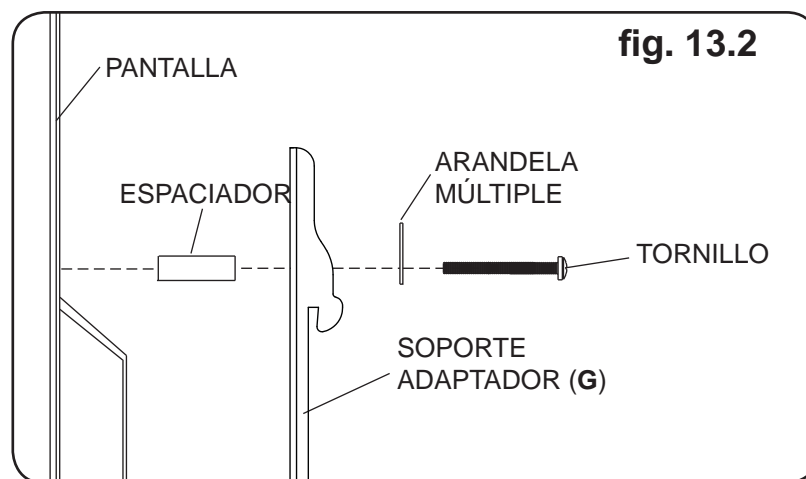 fig. 13.2
PANTALLA
ARANDELA
MÚLTIPLE
ESPACIADOR
TORNILLO
SOPORTE
ADAPTADOR (G)